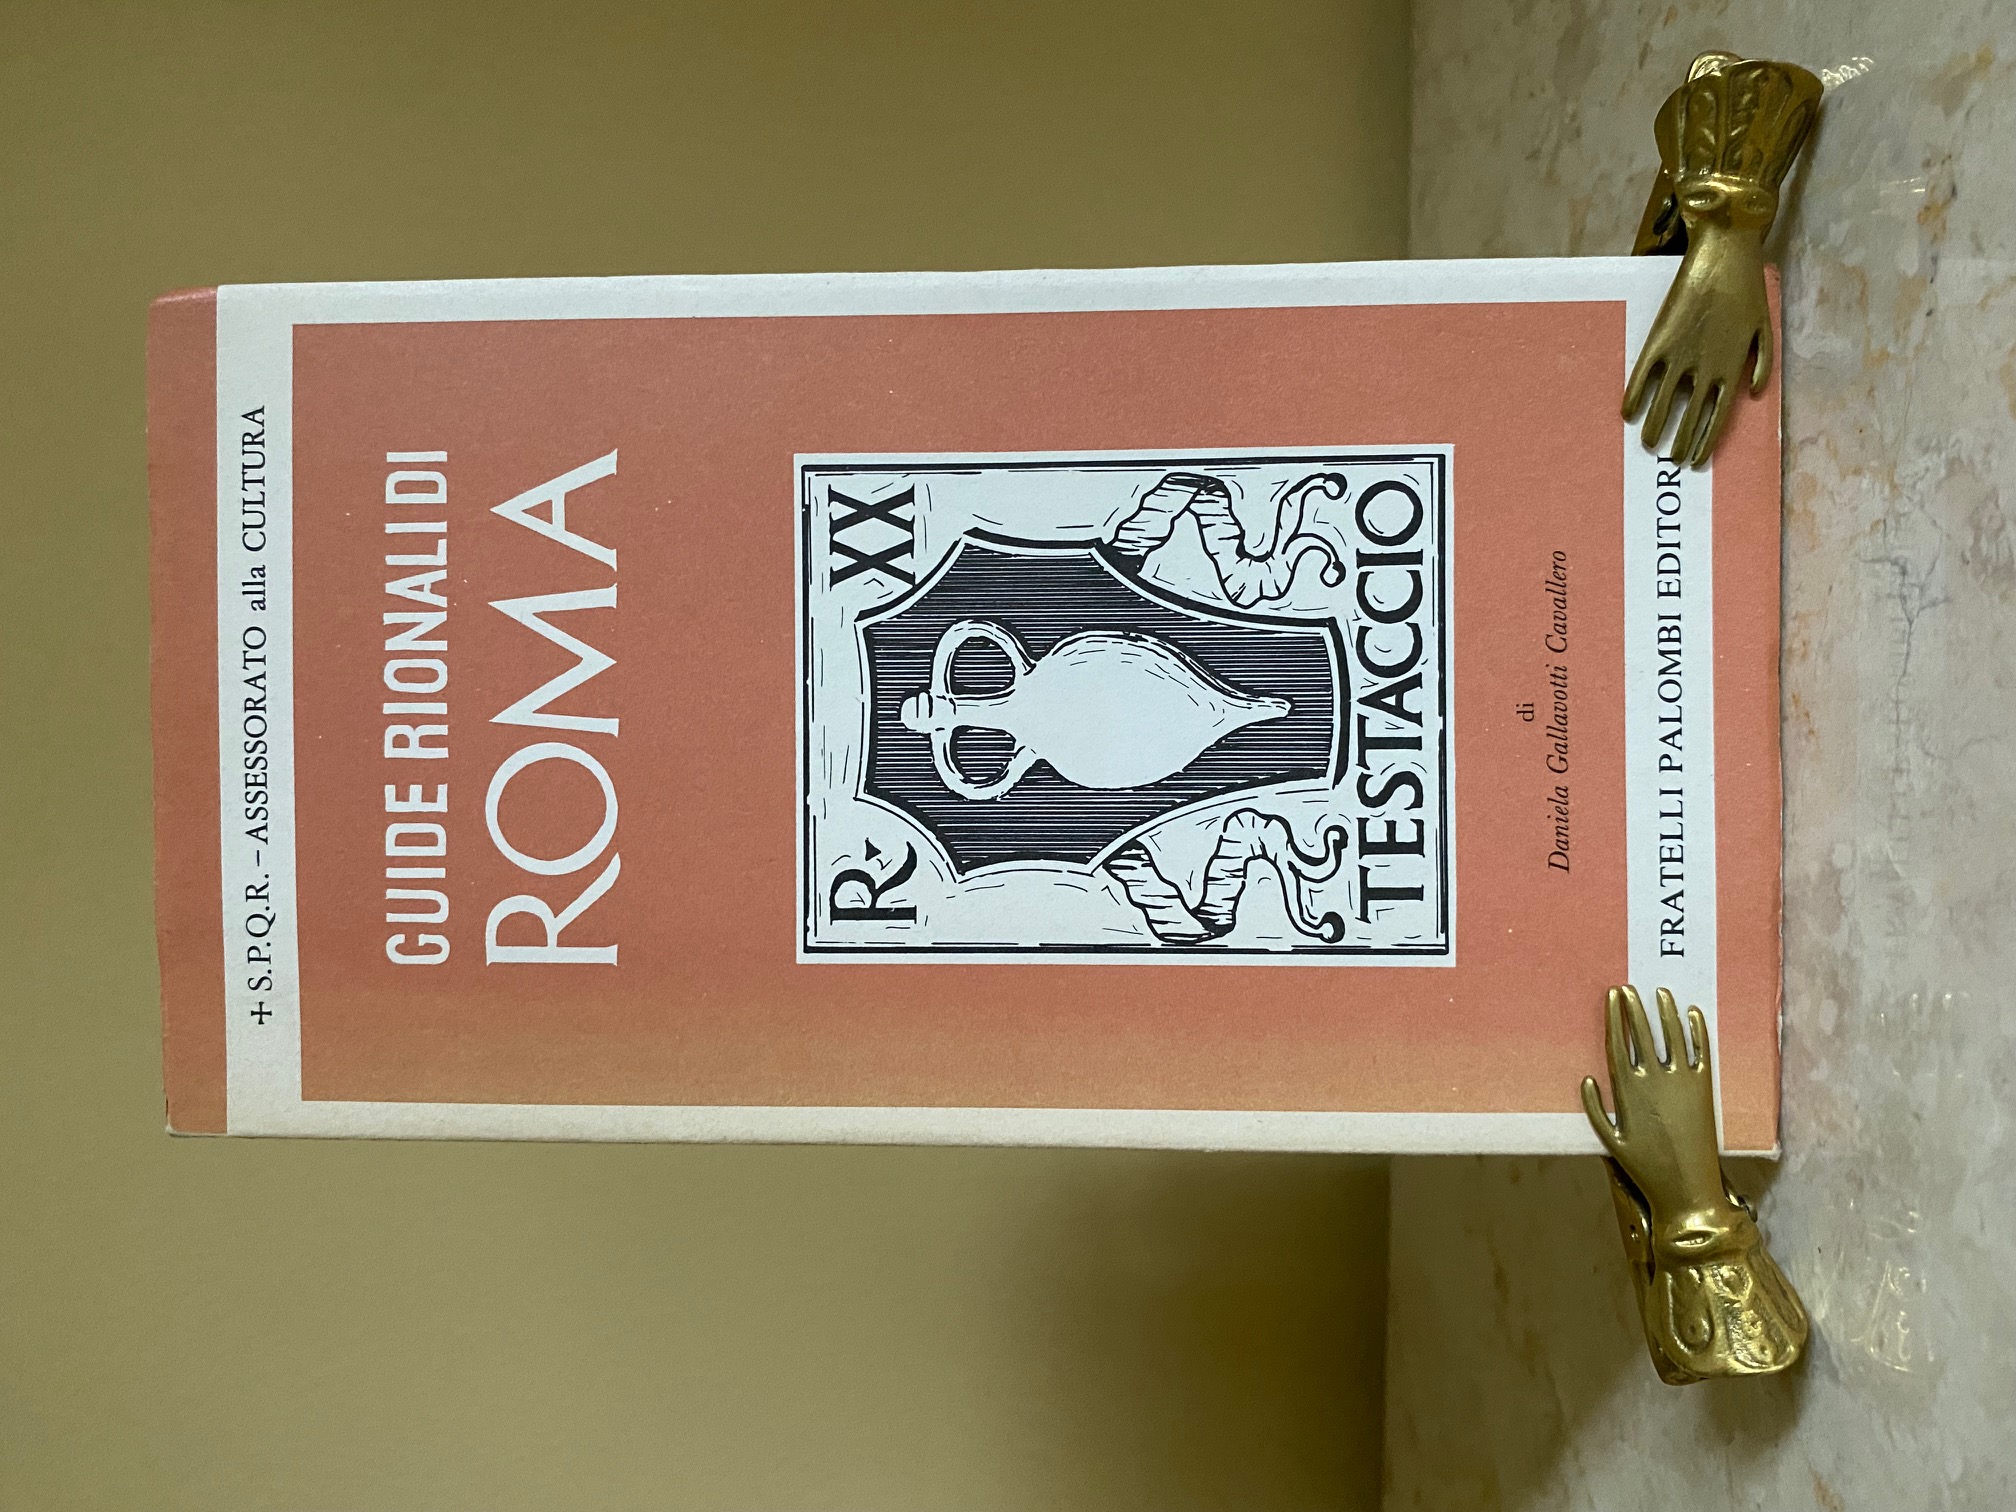 ✝ S.P.Q.R. – ASSESSORATO alla CULTURA
GUIDE RIONALI DI
ROMA
R. XX
TESTACCIO
di
Daniela Gallavotti Cavallero
FRATELLI PALOMBI EDITORI